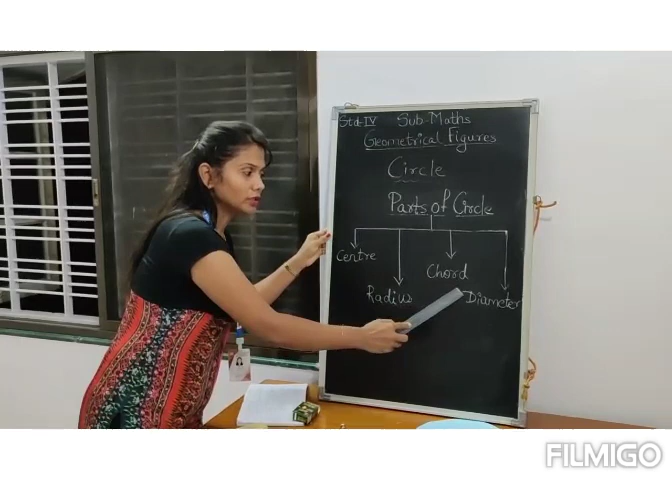 Std-IV Sub-Maths
Geometrical Figures
Circle
Parts of Circle
Centre
Radius
Chord
Diameter
FILMIGO